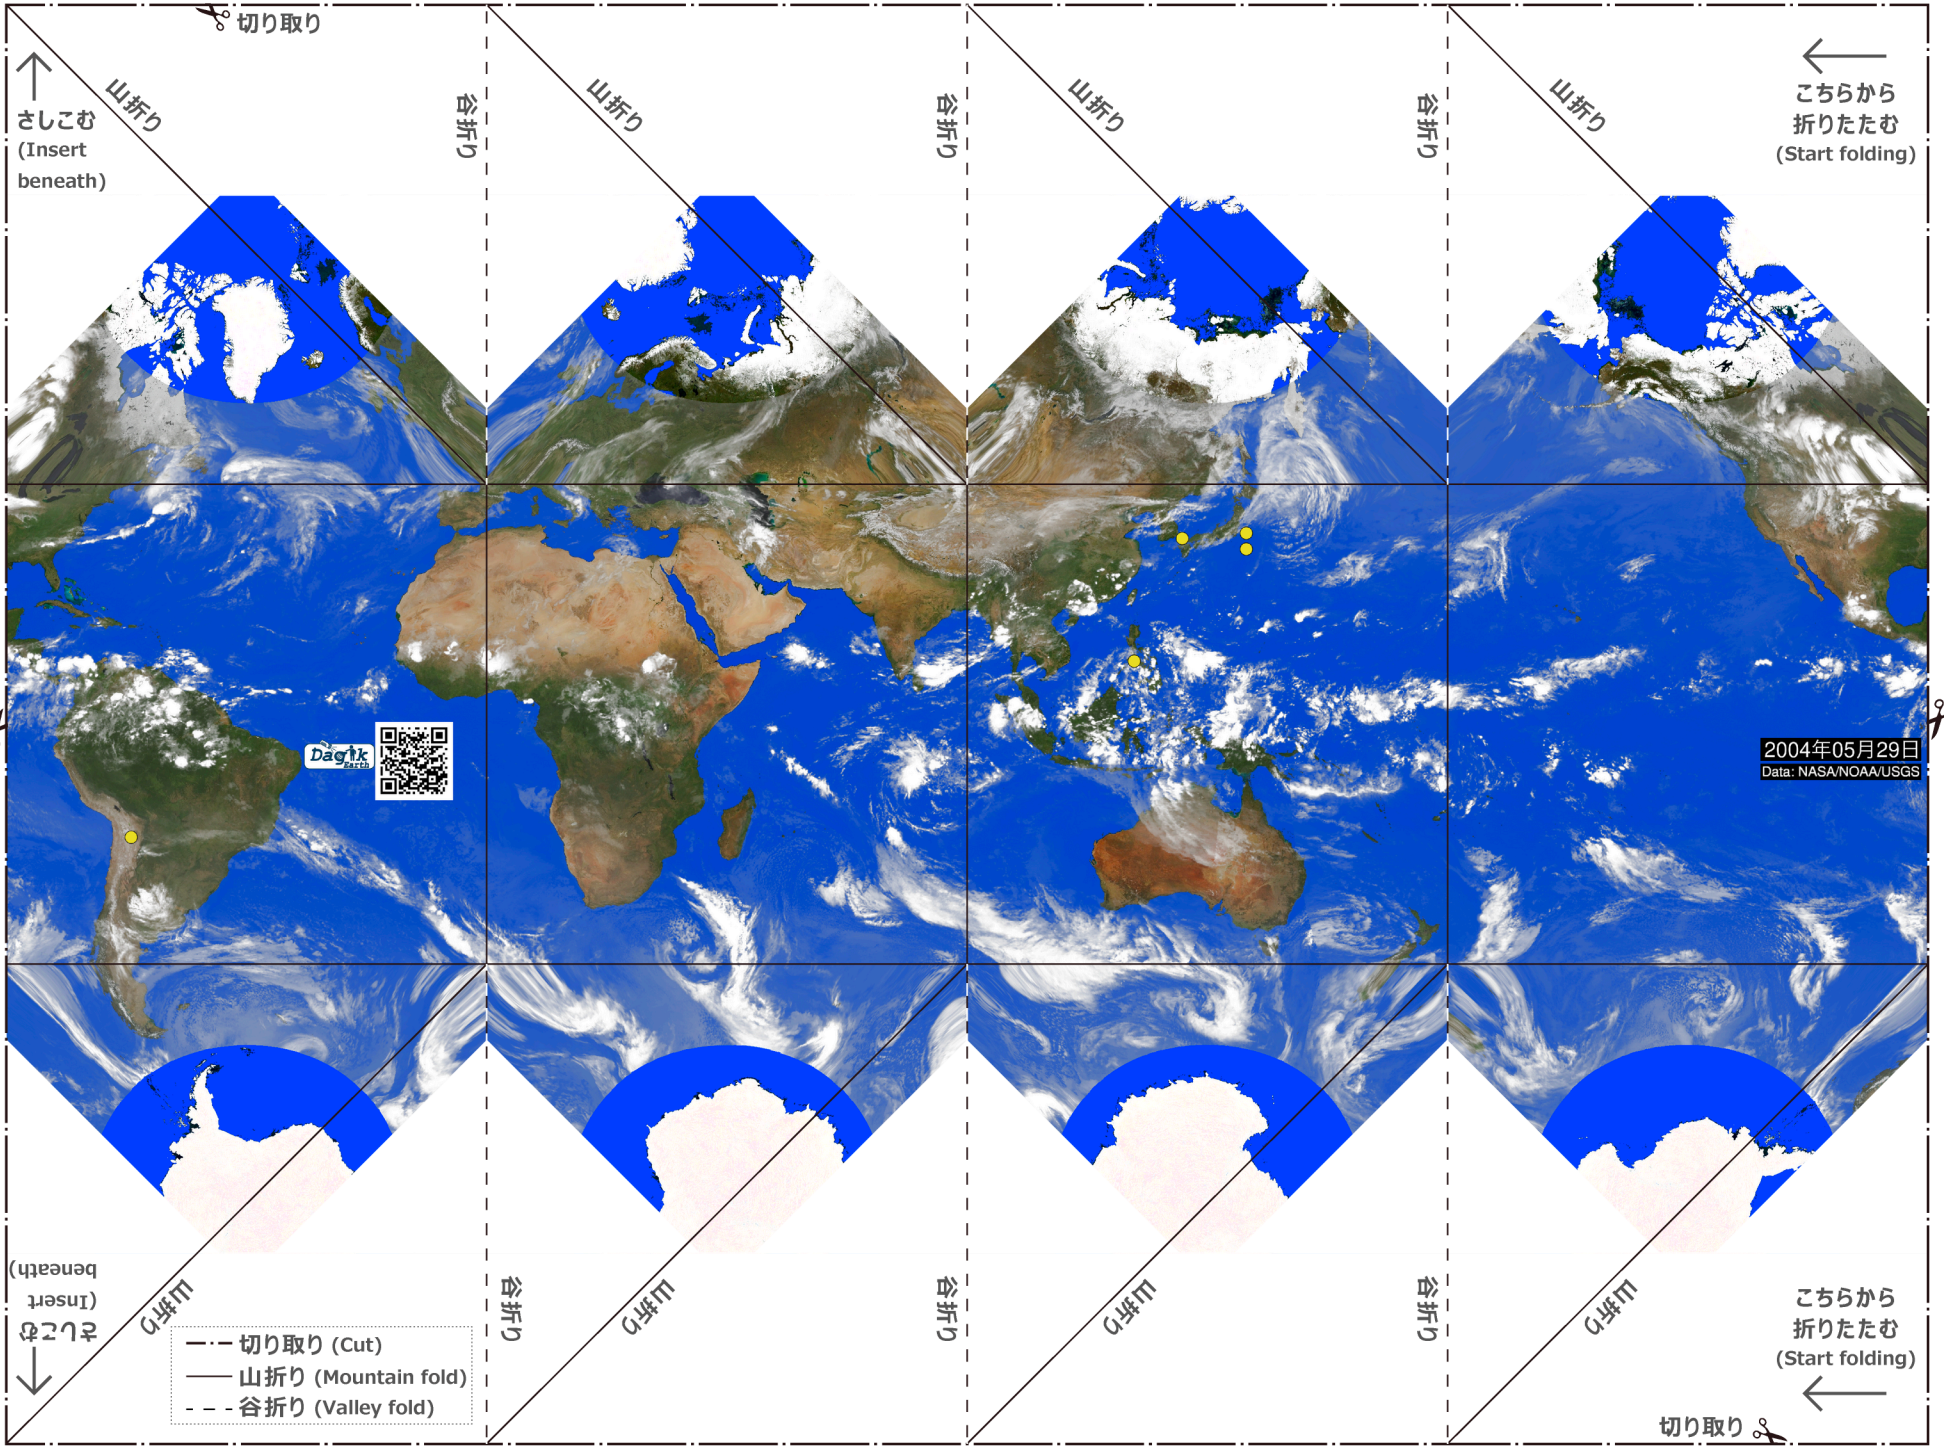 切り取り
さしこむ
(Insert
beneath)
山折り
谷折り
山折り
谷折り
山折り
谷折り
山折り
こちらから
折りたたむ
(Start folding)
Dagik
Earth
2004年05月29日
Data: NASA/NOAA/USGS
さしこむ
(Insert
beneath)
山折り
谷折り
山折り
谷折り
山折り
谷折り
山折り
こちらから
折りたたむ
(Start folding)
切り取り (Cut)
山折り (Mountain fold)
谷折り (Valley fold)
切り取り